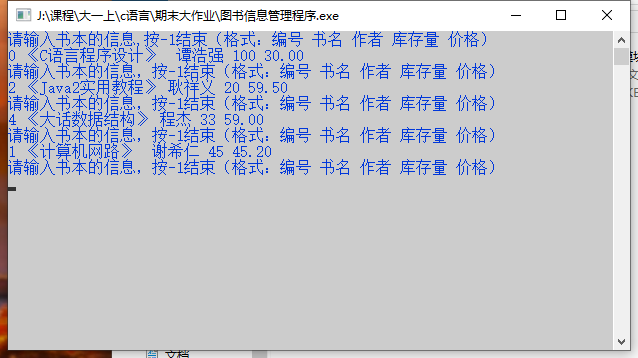 J:\课程\大一上\c语言\期末大作业\图书信息管理程序.exe
请输入书本的信息,按-1结束（格式：编号 书名 作者 库存量 价格）
0 《C语言程序设计》  谭浩强 100 30.00
请输入书本的信息，按-1结束（格式：编号 书名 作者 库存量 价格）
2 《Java2实用教程》 耿祥义 20 59.50
请输入书本的信息，按-1结束（格式：编号 书名 作者 库存量 价格）
4 《大话数据结构》 程杰 33 59.00
请输入书本的信息，按-1结束（格式：编号 书名 作者 库存量 价格）
1 《计算机网路》  谢希仁 45 45.20
请输入书本的信息，按-1结束（格式：编号 书名 作者 库存量 价格）
文档